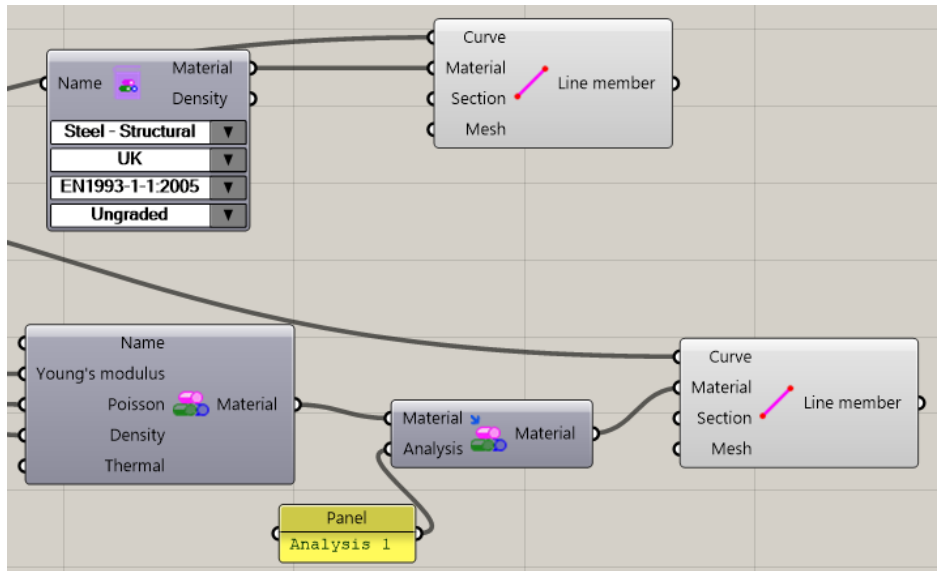 Curve
Material
Section
Mesh
Line member
Name
Material
Density
Steel - Structural
UK
EN1993-1-1:2005
Ungraded
Name
Young's modulus
Poisson
Density
Thermal
Material
Material
Analysis
Material
Curve
Material
Section
Mesh
Line member
Panel
Analysis 1